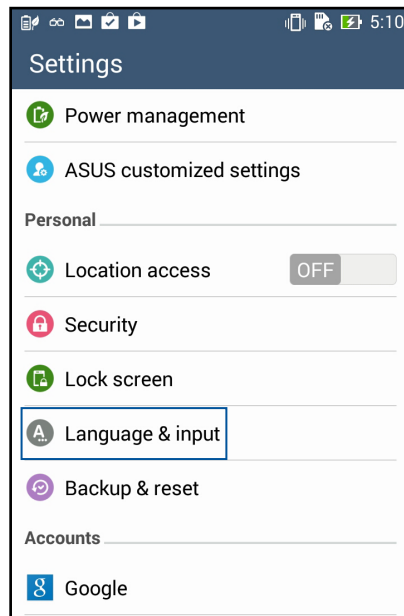 5:10
Settings
Power management
ASUS customized settings
Personal
Location access OFF
Security
Lock screen
A
Language & input
Backup & reset
Accounts
8 Google